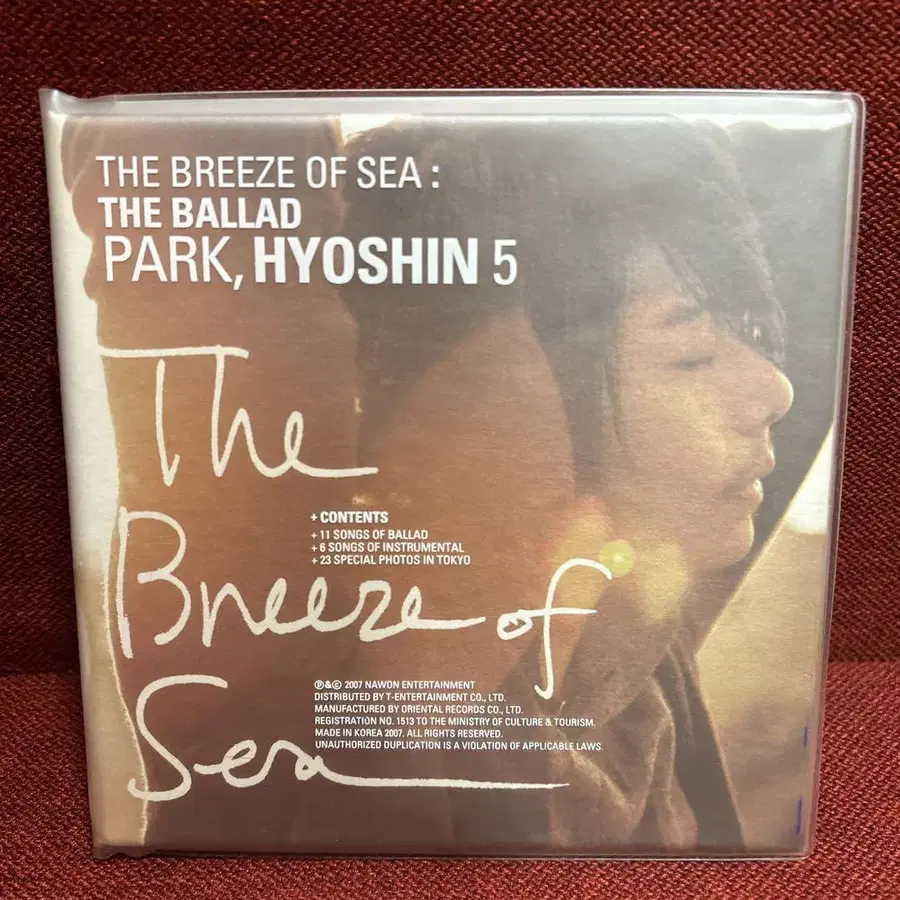 THE BREEZE OF SEA :
THE BALLAD
PARK, HYOSHIN 5
The
Breeze of
Sea
+ CONTENTS
+ 11 SONGS OF BALLAD
+ 6 SONGS OF INSTRUMENTAL
+ 23 SPECIAL PHOTOS IN TOKYO
℗&© 2007 NAWON ENTERTAINMENT
DISTRIBUTED BY T-ENTERTAINMENT CO., LTD.
MANUFACTURED BY ORIENTAL RECORDS CO., LTD.
REGISTRATION NO. 1513 TO THE MINISTRY OF CULTURE & TOURISM.
MADE IN KOREA 2007. ALL RIGHTS RESERVED.
UNAUTHORIZED DUPLICATION IS A VIOLATION OF APPLICABLE LAWS.